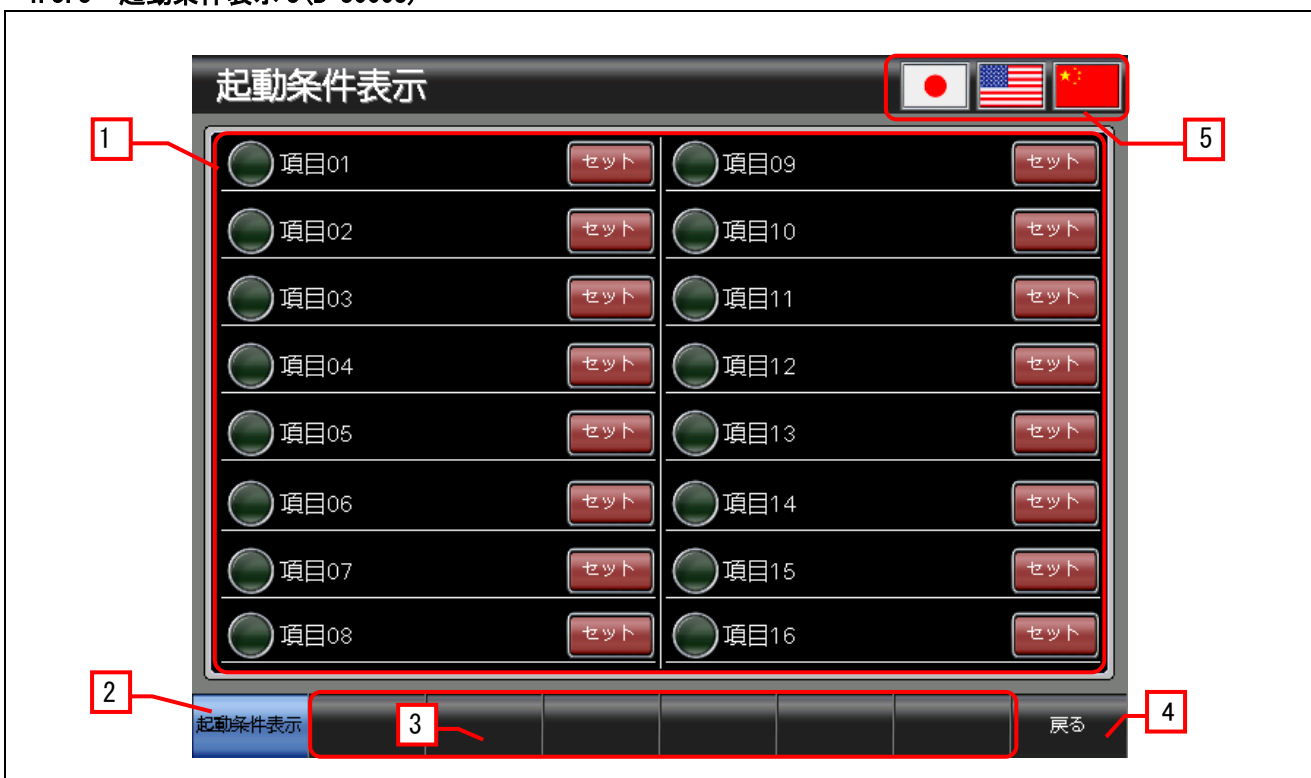 起動条件表示
1
5
項目01 セット 項目09 セット
項目02 セット 項目10 セット
項目03 セット 項目11 セット
項目04 セット 項目12 セット
項目05 セット 項目13 セット
項目06 セット 項目14 セット
項目07 セット 項目15 セット
項目08 セット 項目16 セット
2
3
4
起動条件表示 戻る